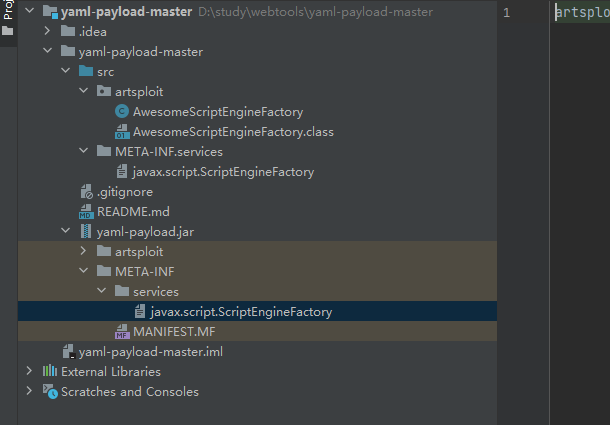 Proj
yaml-payload-master D:\study\webtools\yaml-payload-master
.idea
yaml-payload-master
src
artsploit
AwesomeScriptEngineFactory
AwesomeScriptEngineFactory.class
META-INF.services
javax.script.ScriptEngineFactory
.gitignore
README.md
yaml-payload.jar
artsploit
META-INF
services
javax.script.ScriptEngineFactory
MANIFEST.MF
yaml-payload-master.iml
External Libraries
Scratches and Consoles
1 artsplo